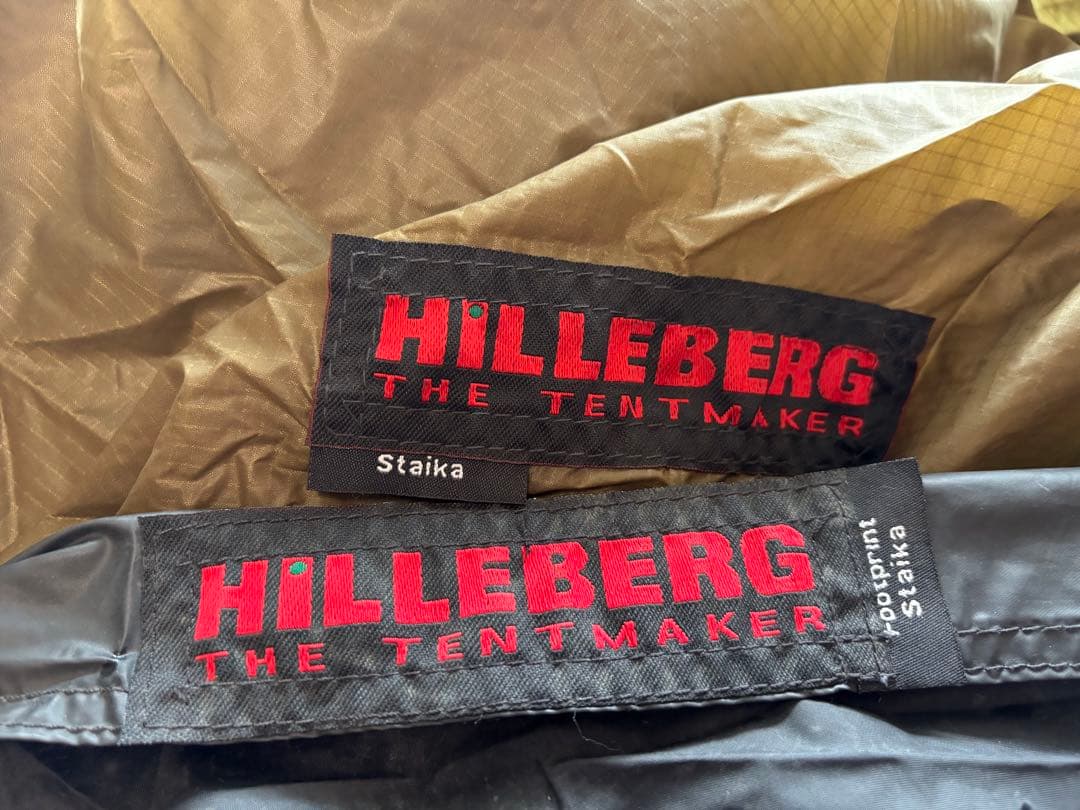 HiLLEBERG
THE TENTMAKER
Staika
HiLLEBERG
THE TENTMAKER
Footprint
Staika